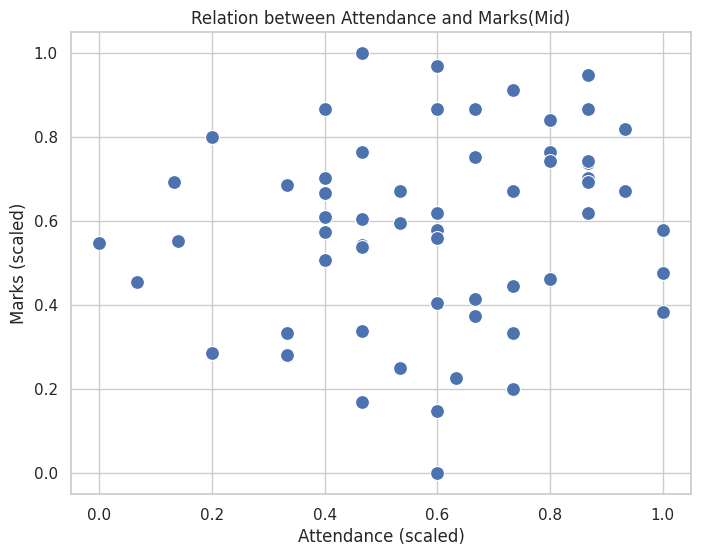 Relation between Attendance and Marks(Mid)
1.0
0.8
0.6
0.4
0.2
0.0
Marks (scaled)
0.0 0.2 0.4 0.6 0.8 1.0
Attendance (scaled)